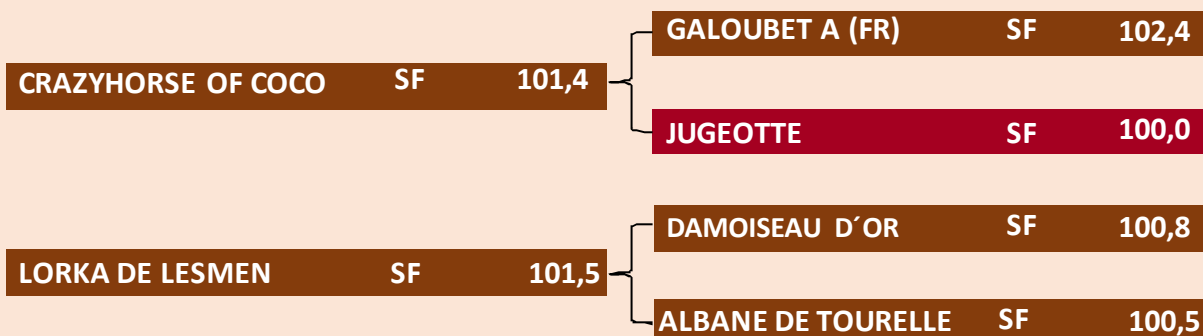 GALOUBET A (FR) SF 102,4
CRAZYHORSE OF COCO SF 101,4
JUGEOTTE SF 100,0
DAMOISEAU D´OR SF 100,8
LORKA DE LESMEN SF 101,5
ALBANE DE TOURELLE SF 100,5